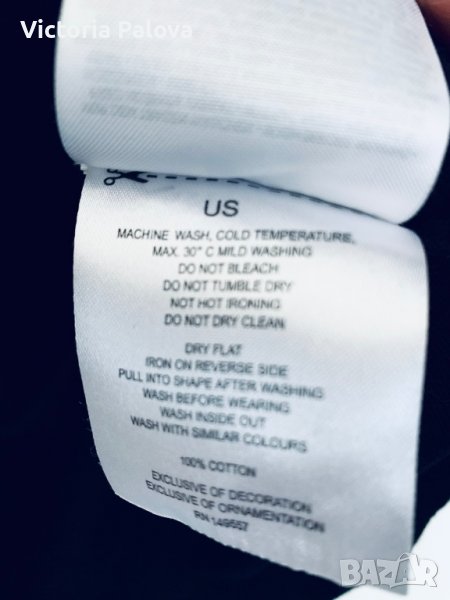 Victoria Palova
US
MACHINE WASH, COLD TEMPERATURE,
MAX. 30° C MILD WASHING
DO NOT BLEACH
DO NOT TUMBLE DRY
NOT HOT IRONING
DO NOT DRY CLEAN
DRY FLAT
IRON ON REVERSE SIDE
PULL INTO SHAPE AFTER WASHING
WASH BEFORE WEARING
WASH INSIDE OUT
WASH WITH SIMILAR COLOURS
100% COTTON
EXCLUSIVE OF DECORATION
EXCLUSIVE OF ORNAMENTATION
RN 149557
BAZAR